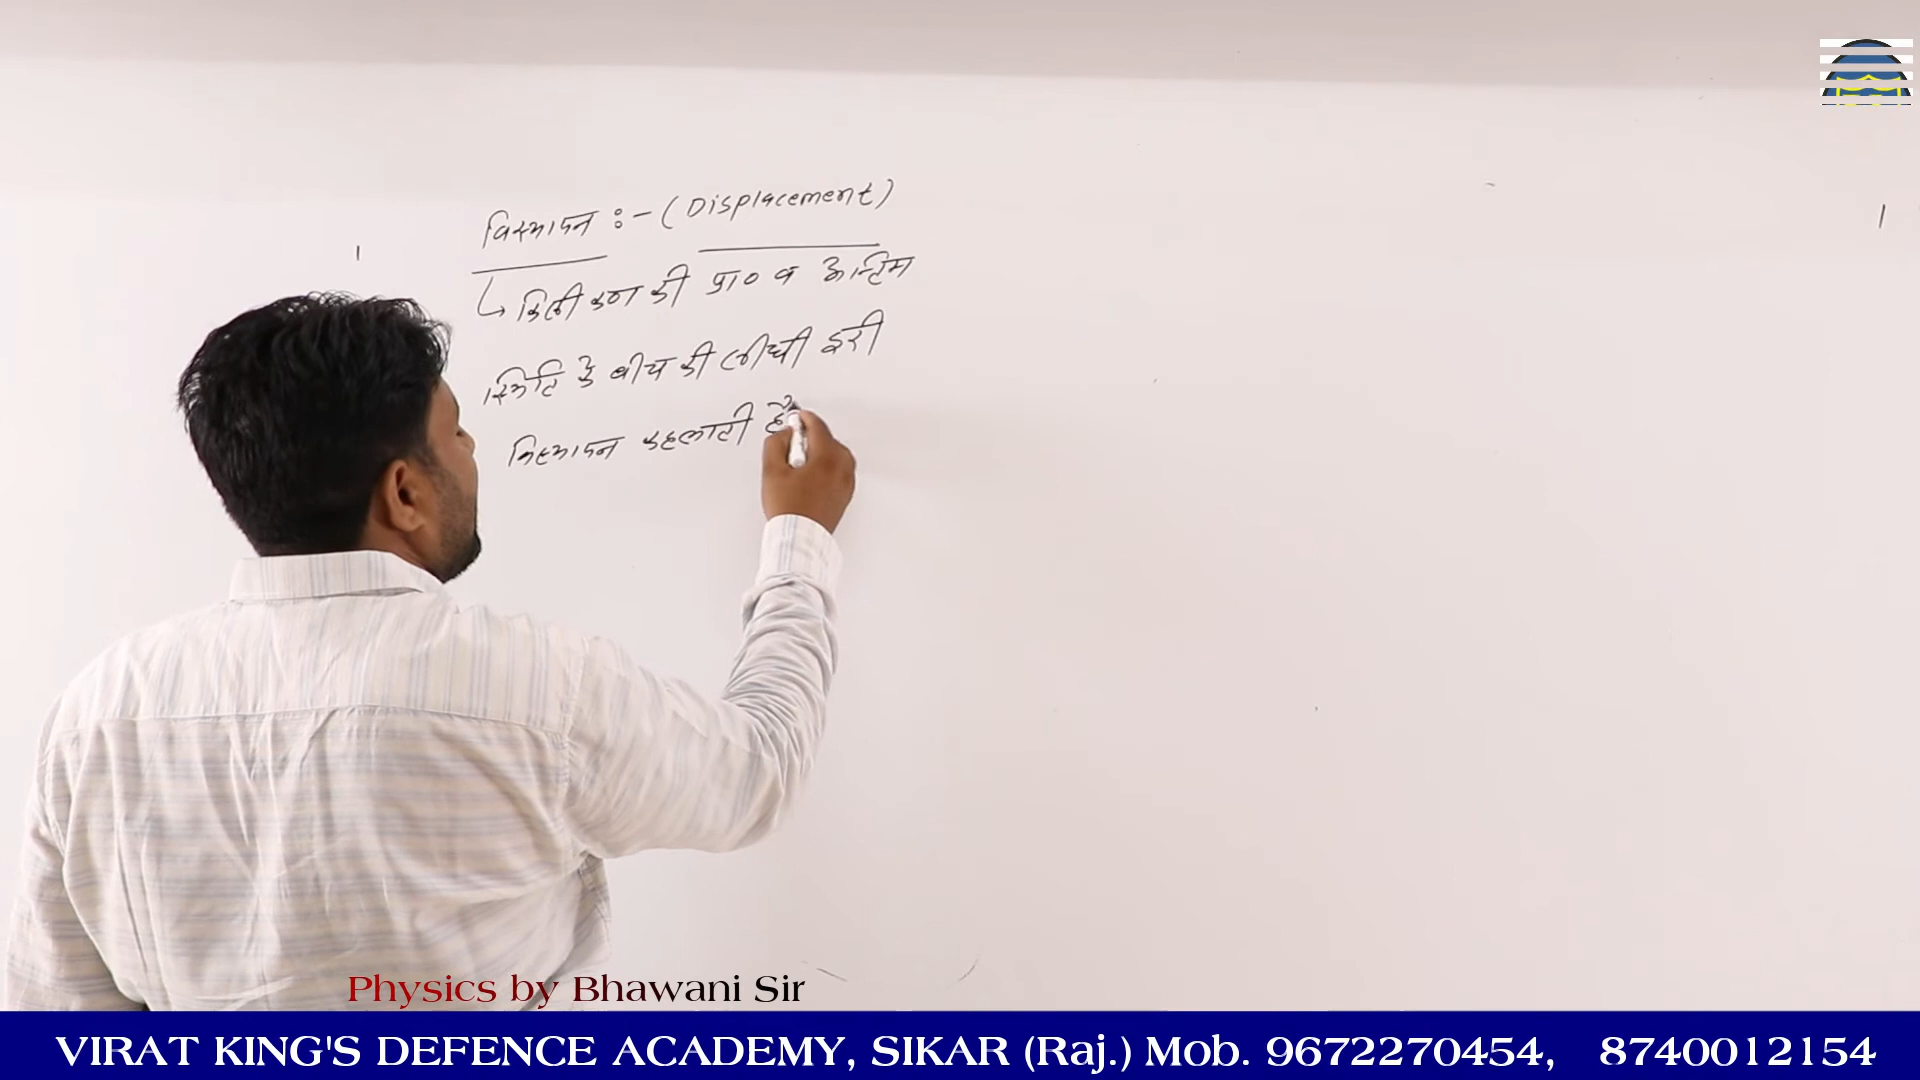 विस्थापन :- (Displacement)
↳ किसी कण की प्रा० व अन्तिम
स्थिति के बीच की सीधी दूरी
विस्थापन कहलाती है
Physics by Bhawani Sir
VIRAT KING'S DEFENCE ACADEMY, SIKAR (Raj.) Mob. 9672270454, 8740012154